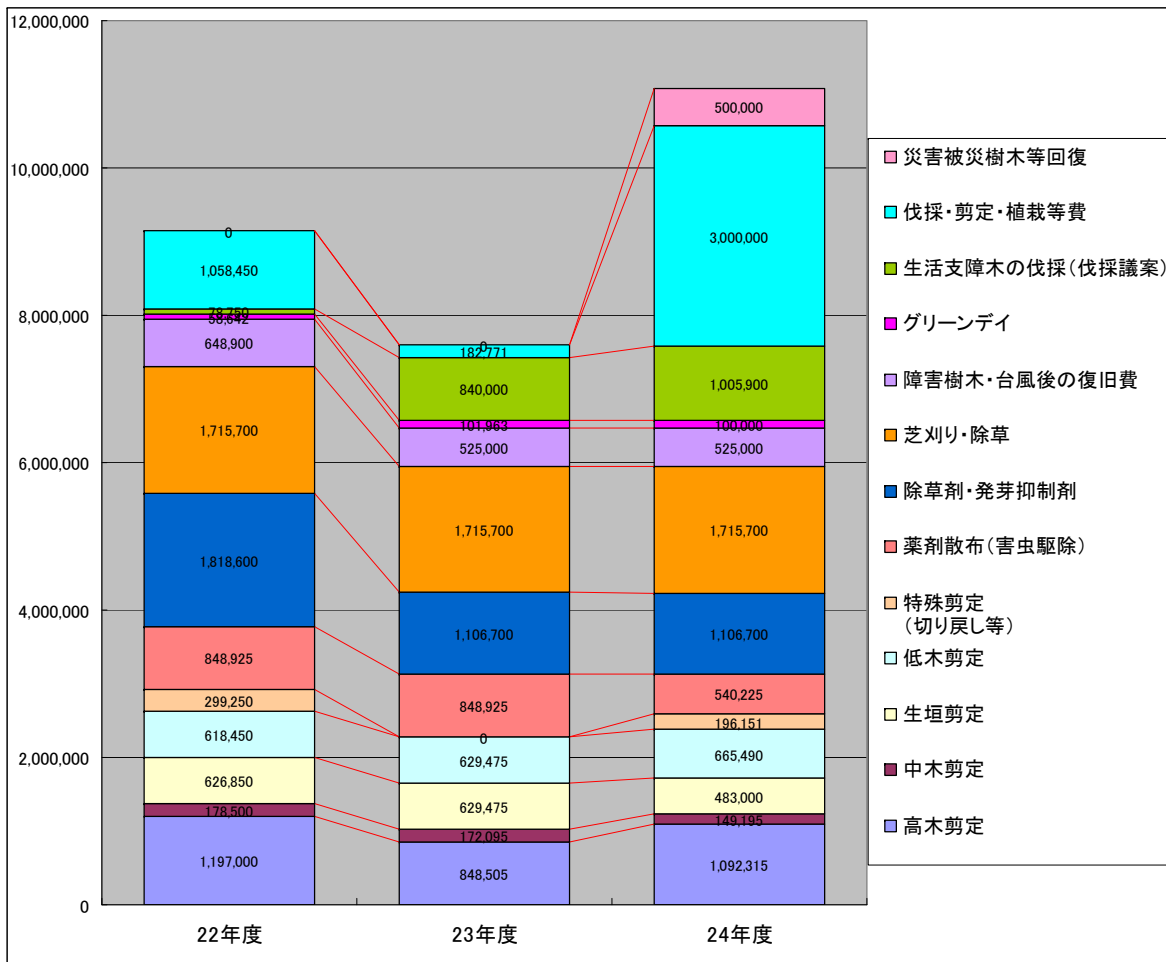 12,000,000
10,000,000
8,000,000
6,000,000
4,000,000
2,000,000
0
0
1,058,450
78,750
58,642
648,900
1,715,700
1,818,600
848,925
299,250
618,450
626,850
178,500
1,197,000
0
182,771
840,000
101,963
525,000
1,715,700
1,106,700
848,925
0
629,475
629,475
172,095
848,505
500,000
3,000,000
1,005,900
100,000
525,000
1,715,700
1,106,700
540,225
196,151
665,490
483,000
149,195
1,092,315
22年度
23年度
24年度
災害被災樹木等回復
伐採・剪定・植栽等費
生活支障木の伐採(伐採議案)
グリーンデイ
障害樹木・台風後の復旧費
芝刈り・除草
除草剤・発芽抑制剤
薬剤散布(害虫駆除)
特殊剪定
(切り戻し等)
低木剪定
生垣剪定
中木剪定
高木剪定